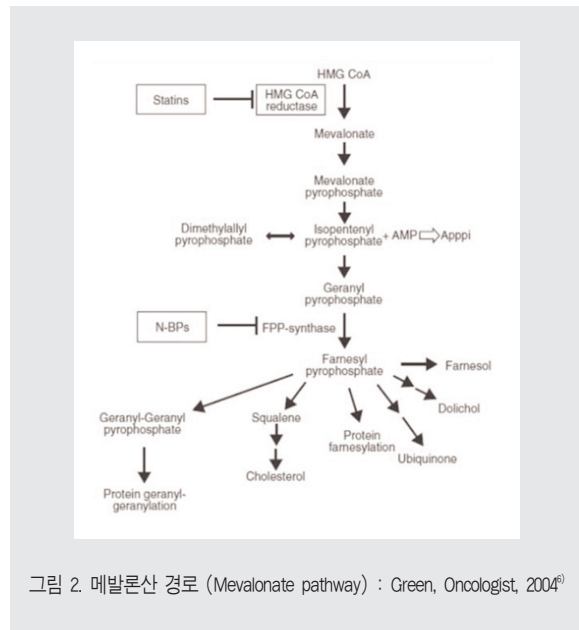 HMG CoA
Statins
HMG CoA
reductase
Mevalonate
Mevalonate
pyrophosphate
Dimethylallyl
pyrophosphate
Isopentenyl
pyrophosphate + AMP ⇨ Apppi
Geranyl
pyrophosphate
N-BPs
FPP-synthase
Farnesyl
pyrophosphate
Farnesol
Dolichol
Geranyl-Geranyl
pyrophosphate
Squalene
Protein
farnesylation
Ubiquinone
Cholesterol
Protein geranyl-
geranylation
그림 2. 메발론산 경로 (Mevalonate pathway) : Green, Oncologist, 2004⁶⁾